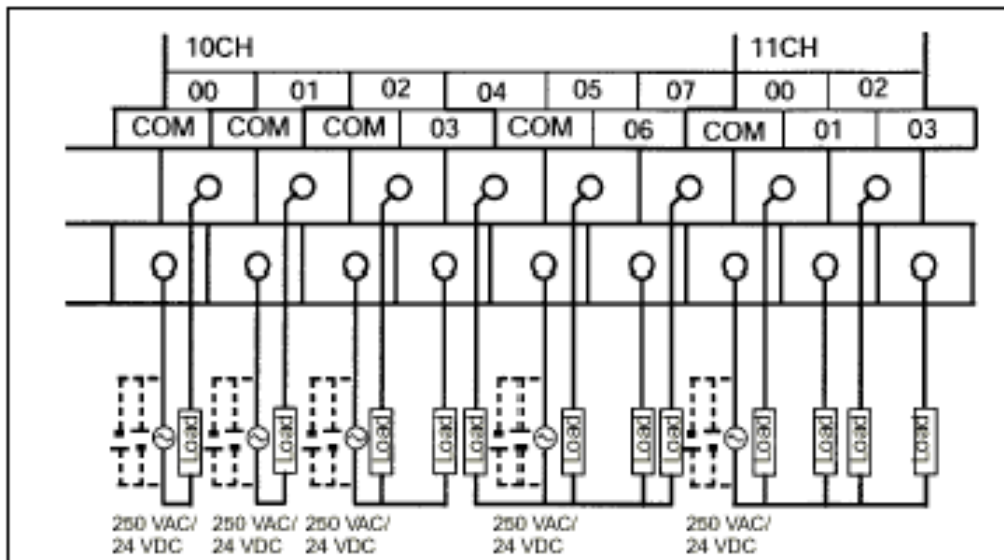 10CH 11CH
00 01 02 04 05 07 00 02
COM COM COM 03 COM 06 COM 01 03
Load Load Load Load Load Load Load Load Load Load Load Load
250 VAC/ 250 VAC/ 250 VAC/ 250 VAC/ 250 VAC/
24 VDC 24 VDC 24 VDC 24 VDC 24 VDC